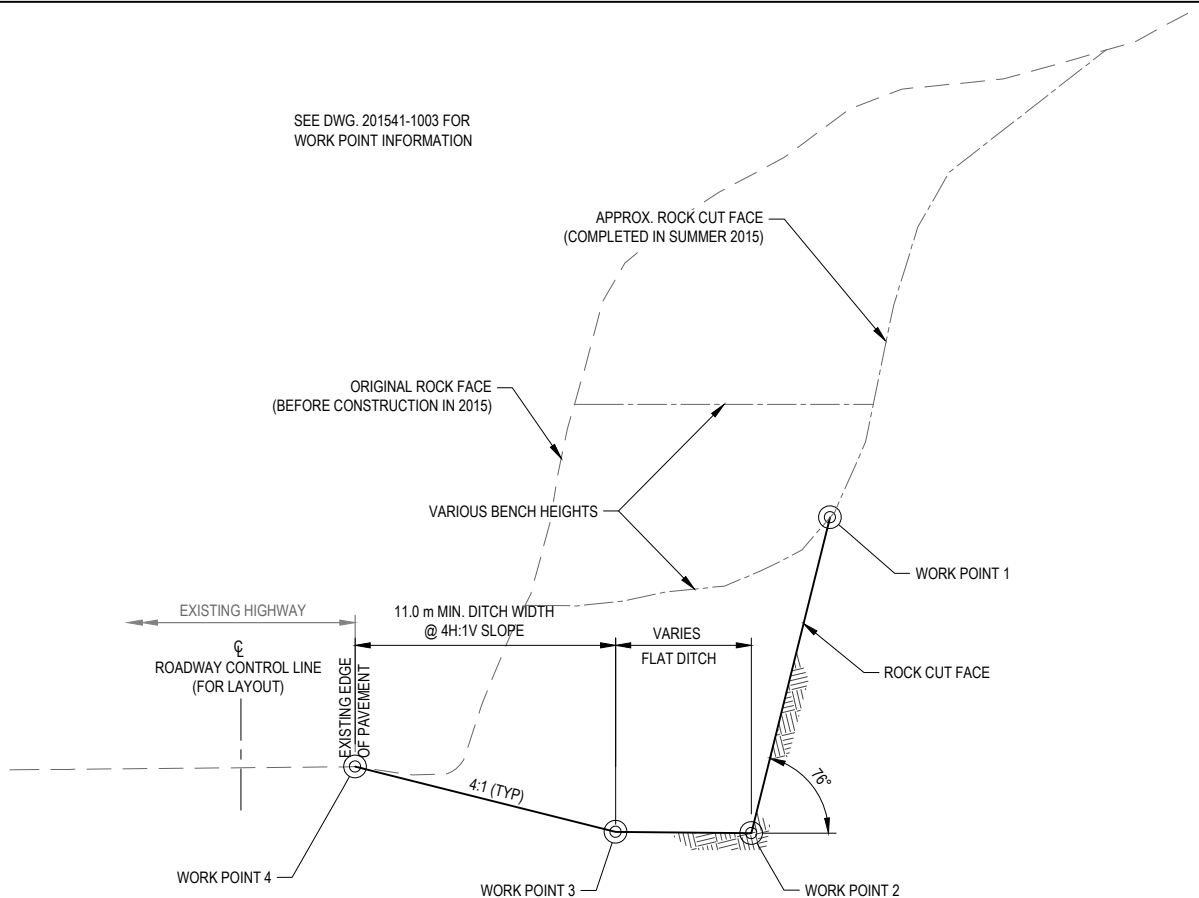 SEE DWG. 201541-1003 FOR
WORK POINT INFORMATION
APPROX. ROCK CUT FACE
(COMPLETED IN SUMMER 2015)
ORIGINAL ROCK FACE
(BEFORE CONSTRUCTION IN 2015)
VARIOUS BENCH HEIGHTS
WORK POINT 1
EXISTING HIGHWAY
11.0 m MIN. DITCH WIDTH
@ 4H:1V SLOPE
VARIES
FLAT DITCH
℄
ROADWAY CONTROL LINE
(FOR LAYOUT)
EXISTING EDGE
OF PAVEMENT
ROCK CUT FACE
4:1 (TYP)
76°
WORK POINT 4
WORK POINT 3
WORK POINT 2